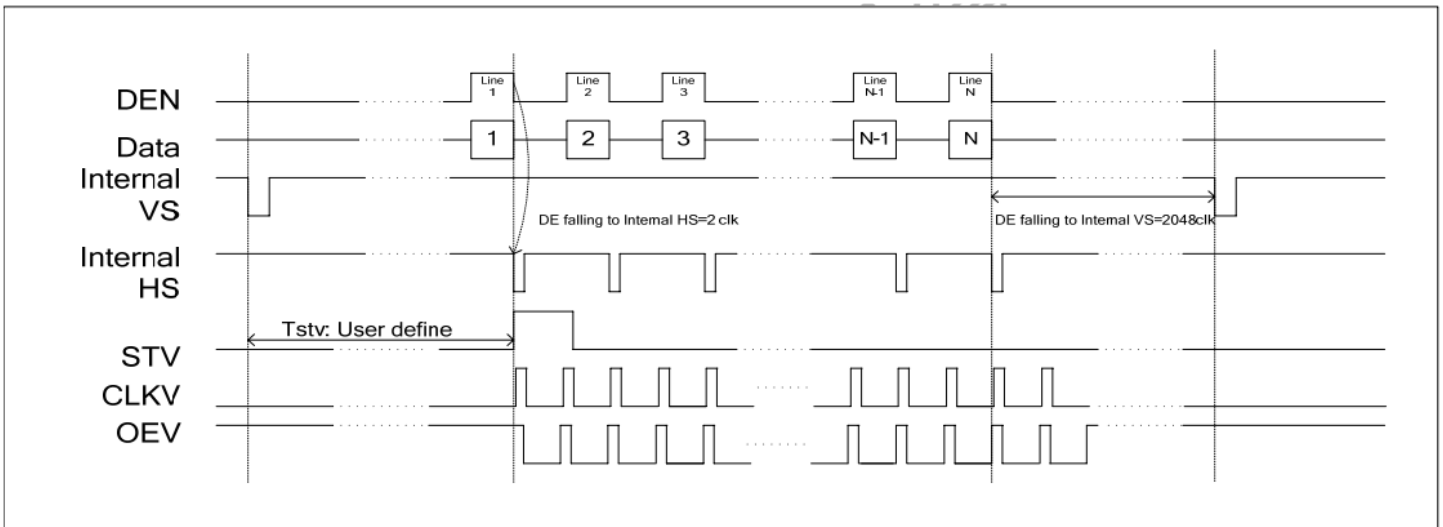 DEN
Line 1
Line 2
Line 3
Line N-1
Line N
Data
1
2
3
N-1
N
Internal VS
DE falling to Internal HS=2 clk
DE falling to Internal VS=2048clk
Internal HS
Tstv: User define
STV
CLKV
OEV